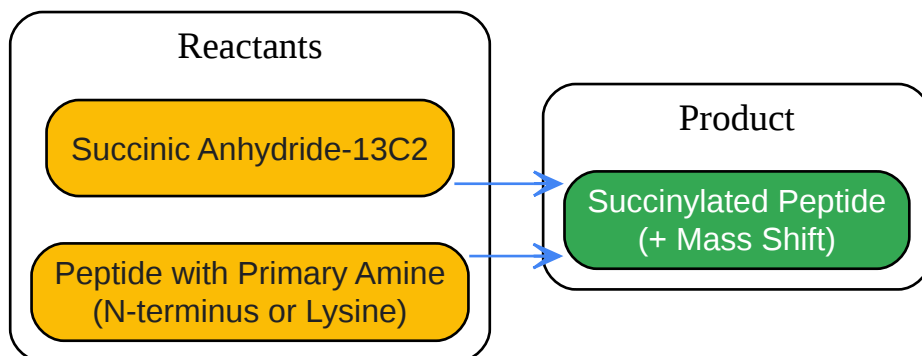 Reactants
Succinic Anhydride-13C2
Peptide with Primary Amine
(N-terminus or Lysine)
Product
Succinylated Peptide
(+ Mass Shift)